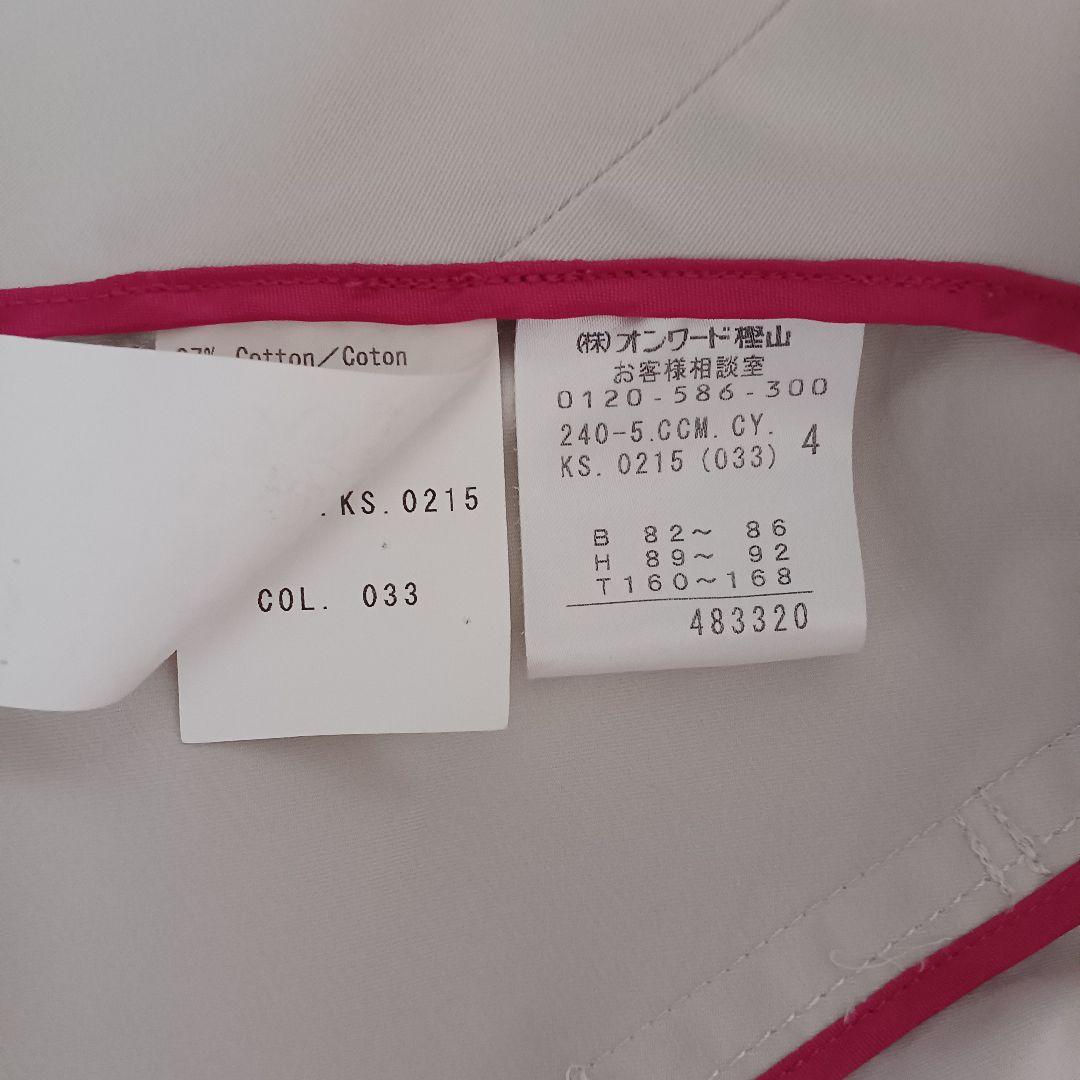 Cotton/Coton
.KS.0215
COL. 033
(株)オンワード樫山
お客様相談室
0120-586-300
240-5.CCM.CY.
KS. 0215 (033) 4
B 82~ 86
H 89~ 92
T160~168
483320